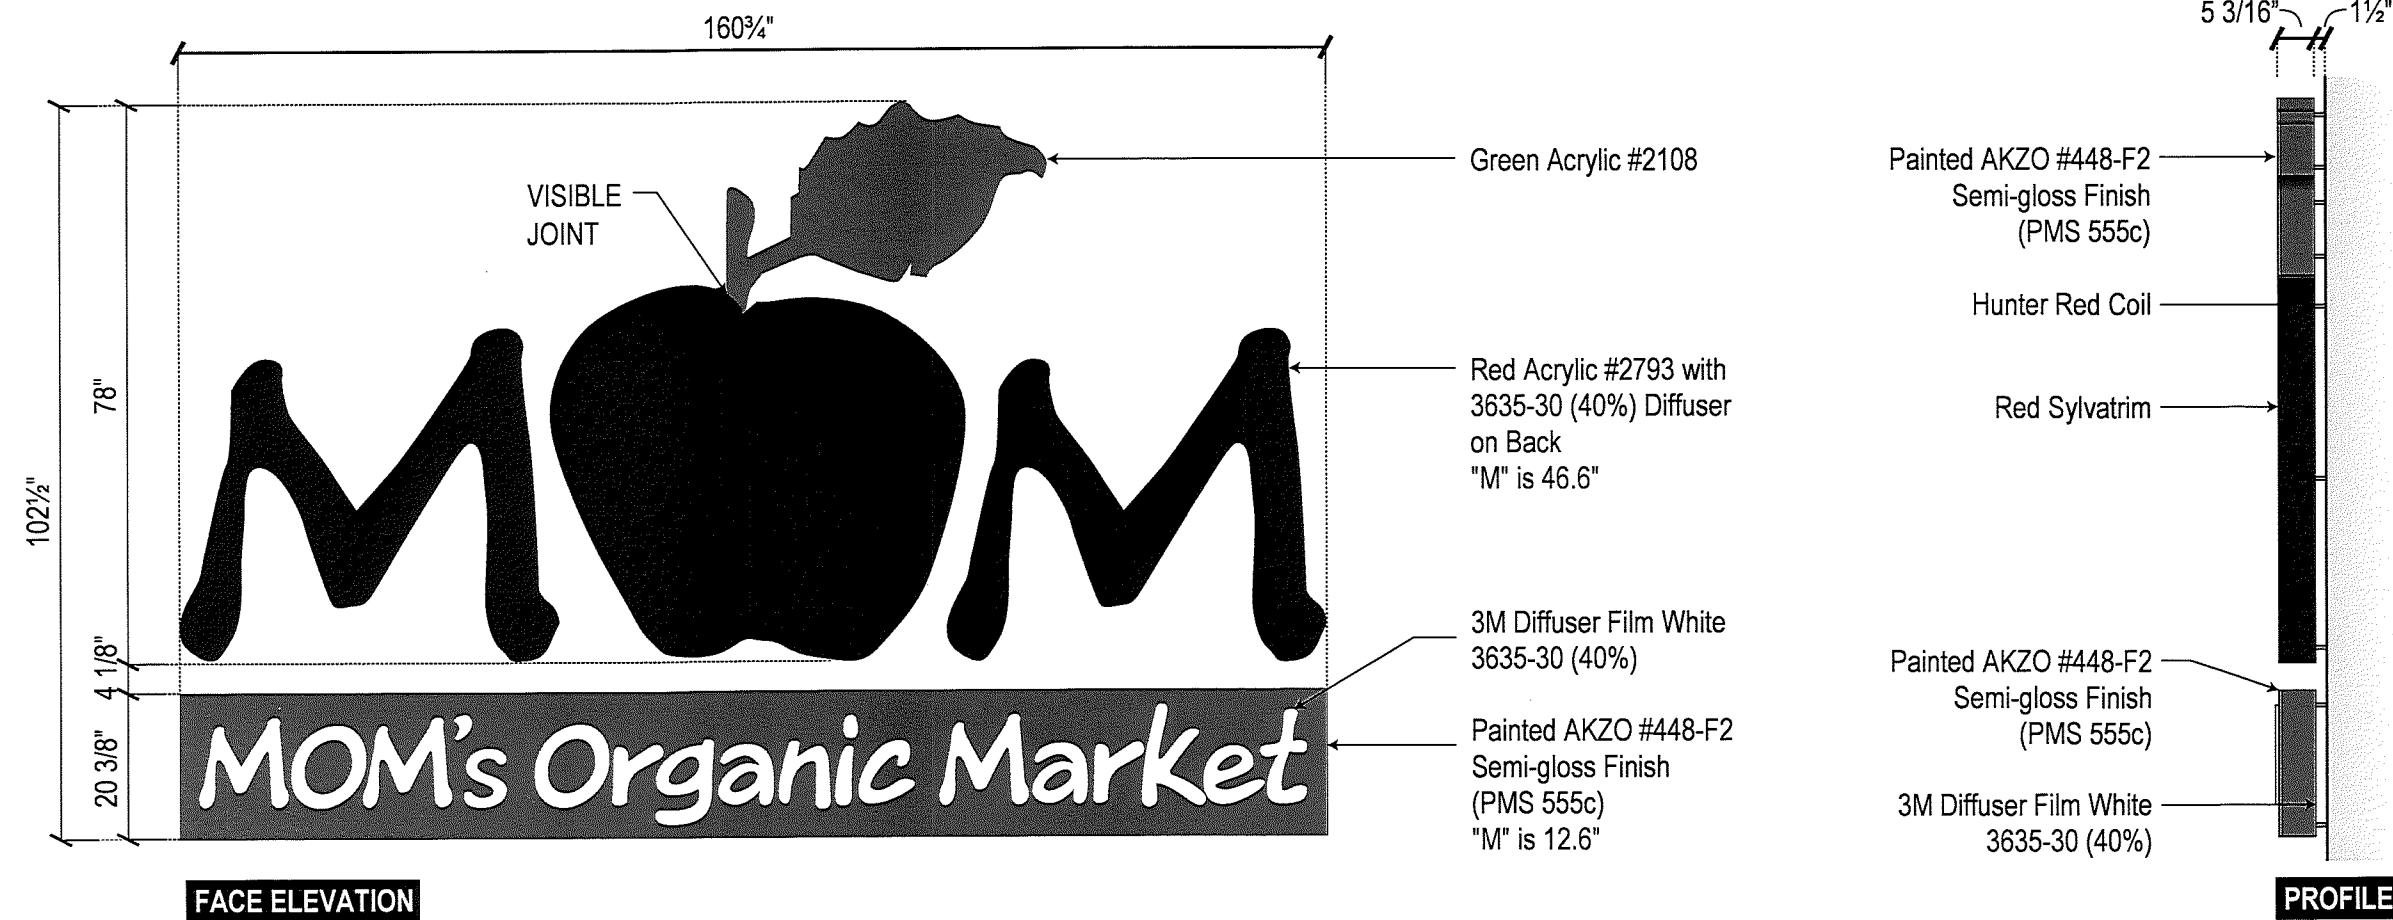 160¾"
5 3/16"
1½"
VISIBLE
JOINT
Green Acrylic #2108
Painted AKZO #448-F2
Semi-gloss Finish
(PMS 555c)
Hunter Red Coil
Red Sylvatrim
Red Acrylic #2793 with
3635-30 (40%) Diffuser
on Back
"M" is 46.6"
78"
102½"
4 1/8"
20 3/8"
M M
3M Diffuser Film White
3635-30 (40%)
Painted AKZO #448-F2
Semi-gloss Finish
(PMS 555c)
MOM's Organic Market
Painted AKZO #448-F2
Semi-gloss Finish
(PMS 555c)
"M" is 12.6"
3M Diffuser Film White
3635-30 (40%)
FACE ELEVATION
PROFILE